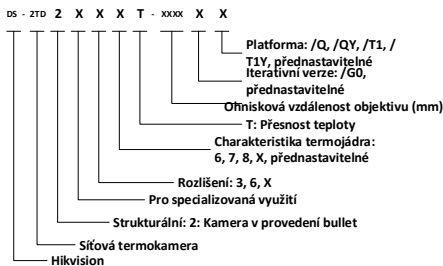 DS - 2TD 2 X X X T - XXXX X X
Platforma: /Q, /QY, /T1, /
T1Y, přednastavitelné
Iterativní verze: /G0,
přednastavitelné
Ohnisková vzdálenost objektivu (mm)
T: Přesnost teploty
Charakteristika termojádra:
6, 7, 8, X, přednastavitelné
Rozlišení: 3, 6, X
Pro specializovaná využití
Strukturální: 2: Kamera v provedení bullet
Síťová termokamera
Hikvision